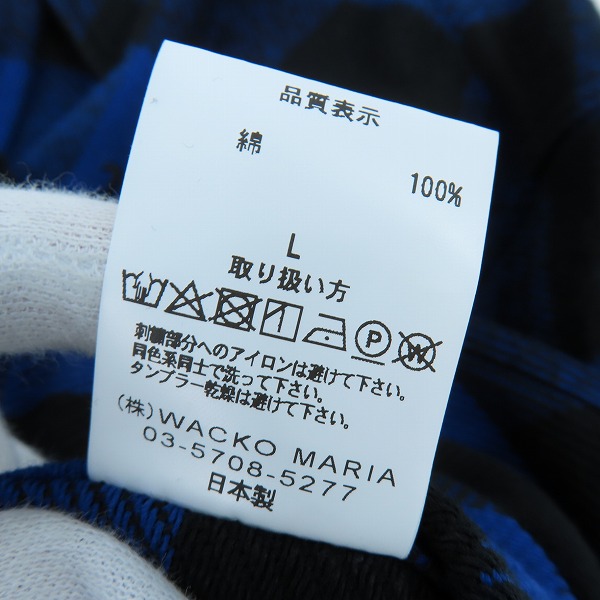 品質表示
綿
100%
L
取り扱い方
P W
刺繍部分へのアイロンは避けて下さい。
同色系同士で洗って下さい。
タンブラー乾燥は避けて下さい。
(株)WACKO MARIA
03-5708-5277
日本製